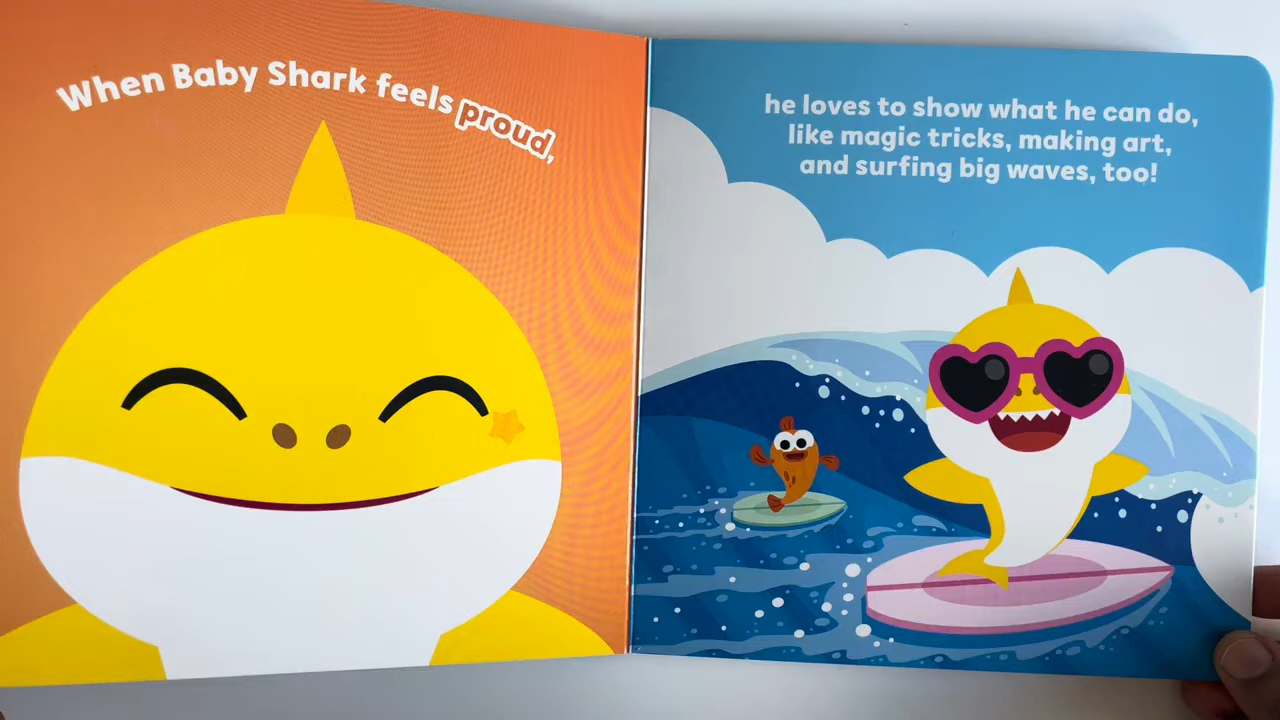 When Baby Shark feels proud,
he loves to show what he can do,
like magic tricks, making art,
and surfing big waves, too!